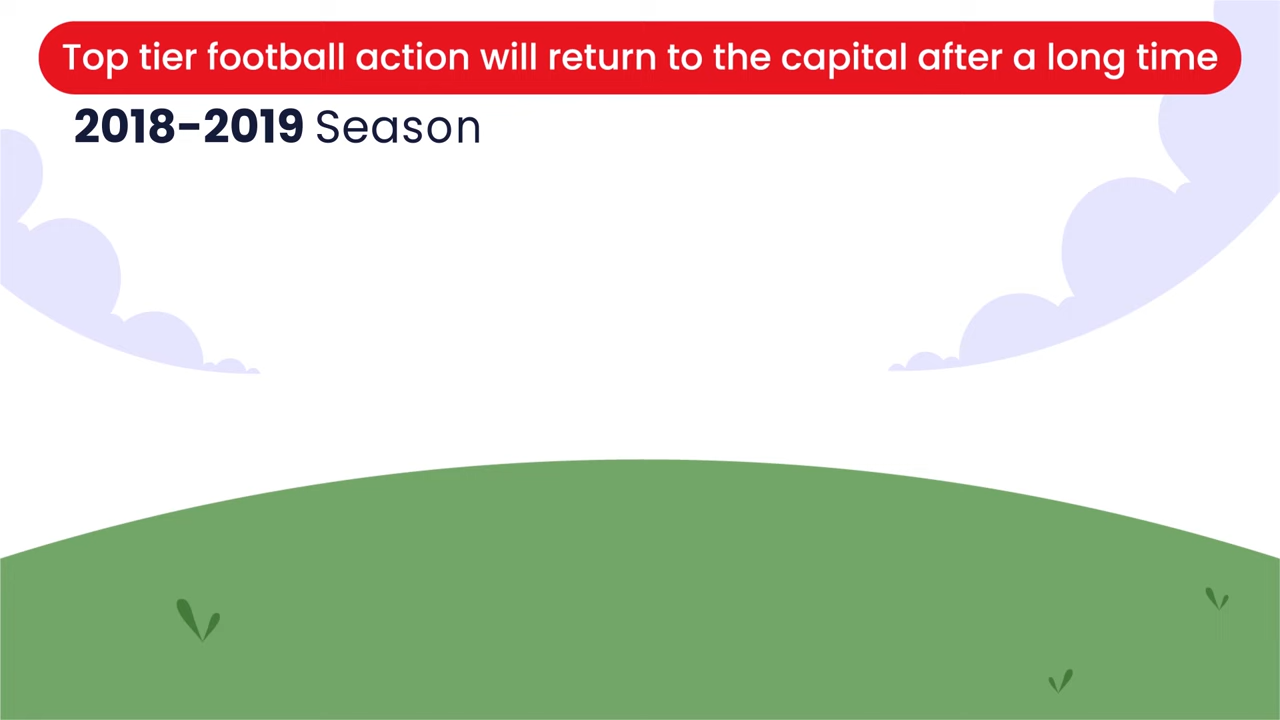 Top tier football action will return to the capital after a long time
2018-2019 Season